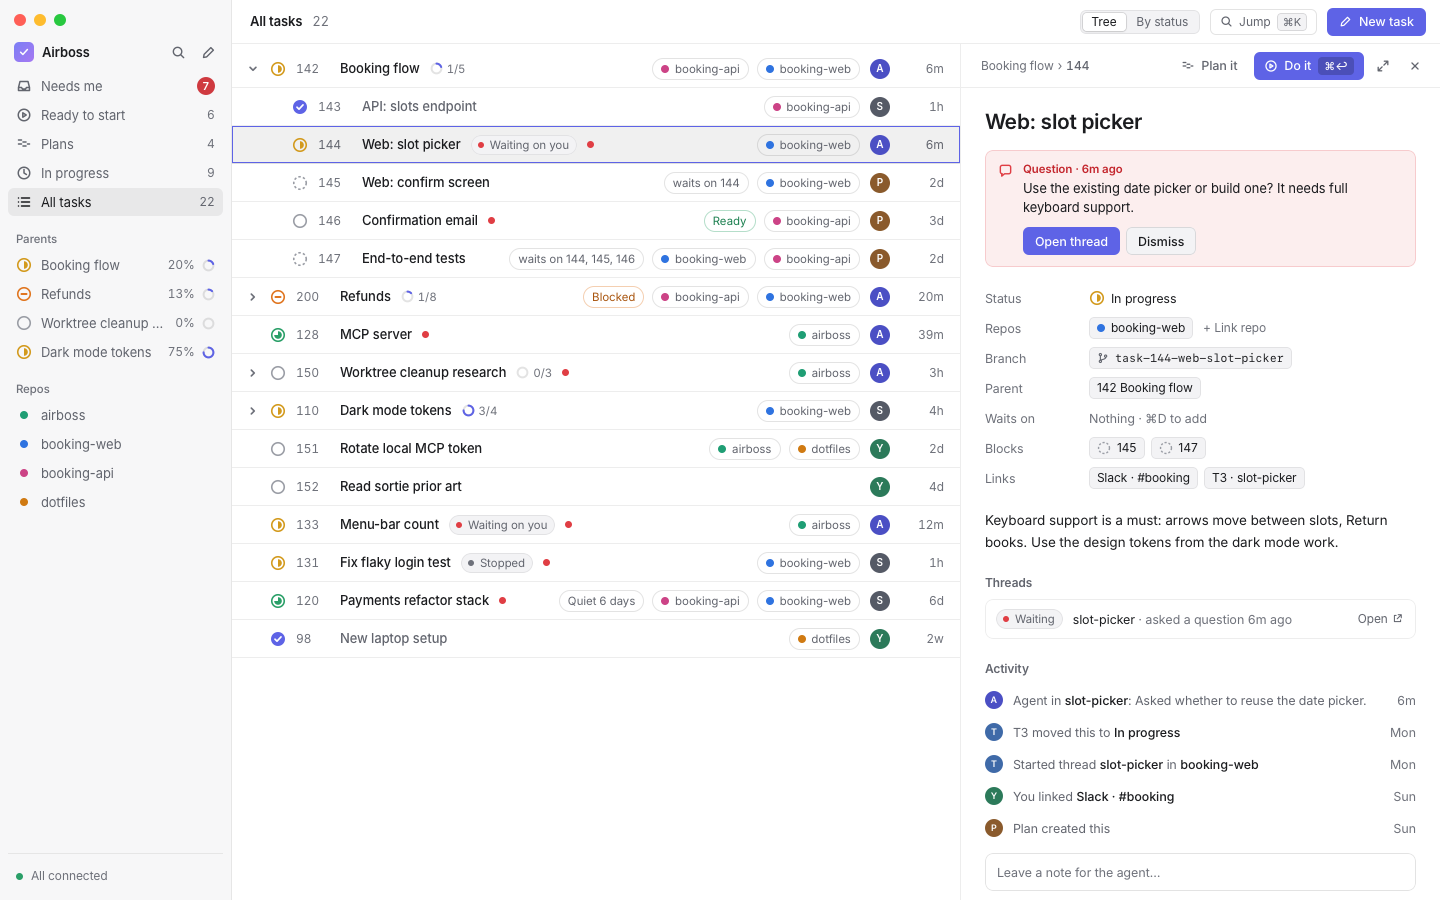 Airboss
Needs me 7
Ready to start 6
Plans 4
In progress 9
All tasks 22
Parents
Booking flow 20%
Refunds 13%
Worktree cleanup ... 0%
Dark mode tokens 75%
Repos
airboss
booking-web
booking-api
dotfiles
All connected
All tasks 22
Tree By status
Jump ⌘K
New task
142 Booking flow 1/5 booking-api booking-web A 6m
143 API: slots endpoint booking-api S 1h
144 Web: slot picker Waiting on you booking-web A 6m
145 Web: confirm screen waits on 144 booking-web P 2d
146 Confirmation email Ready booking-api P 3d
147 End-to-end tests waits on 144, 145, 146 booking-web booking-api P 2d
200 Refunds 1/8 Blocked booking-api booking-web A 20m
128 MCP server airboss A 39m
150 Worktree cleanup research 0/3 airboss A 3h
110 Dark mode tokens 3/4 booking-web S 4h
151 Rotate local MCP token airboss dotfiles Y 2d
152 Read sortie prior art Y 4d
133 Menu-bar count Waiting on you airboss A 12m
131 Fix flaky login test Stopped booking-web S 1h
120 Payments refactor stack Quiet 6 days booking-api booking-web S 6d
98 New laptop setup dotfiles Y 2w
Booking flow › 144
Plan it
Do it ⌘↩
Web: slot picker
Question · 6m ago
Use the existing date picker or build one? It needs full
keyboard support.
Open thread Dismiss
Status In progress
Repos booking-web + Link repo
Branch task-144-web-slot-picker
Parent 142 Booking flow
Waits on Nothing · ⌘D to add
Blocks 145 147
Links Slack · #booking T3 · slot-picker
Keyboard support is a must: arrows move between slots, Return
books. Use the design tokens from the dark mode work.
Threads
Waiting slot-picker · asked a question 6m ago Open
Activity
A Agent in slot-picker: Asked whether to reuse the date picker. 6m
T T3 moved this to In progress Mon
T Started thread slot-picker in booking-web Mon
Y You linked Slack · #booking Sun
P Plan created this Sun
Leave a note for the agent...